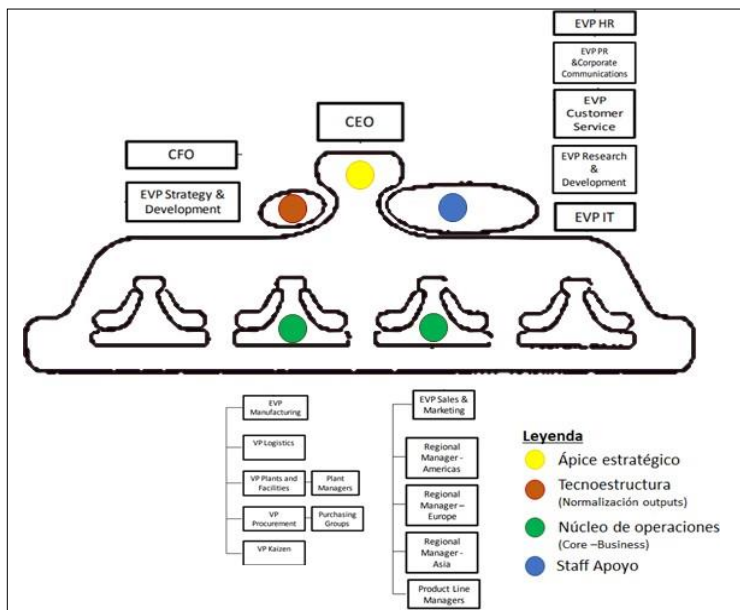 EVP HR
EVP PR
&Corporate
Communications
EVP
Customer
Service
EVP Research
&
Development
EVP IT
CEO
CFO
EVP Strategy &
Development
EVP
Manufacturing
VP Logistics
VP Plants and
Facilities
Plant
Managers
VP
Procurement
Purchasing
Groups
VP Kaizen
EVP Sales &
Marketing
Regional
Manager -
Americas
Regional
Manager –
Europe
Regional
Manager -
Asia
Product Line
Managers
Leyenda
Ápice estratégico
Tecnoestructura
(Normalización outputs)
Núcleo de operaciones
(Core –Business)
Staff Apoyo